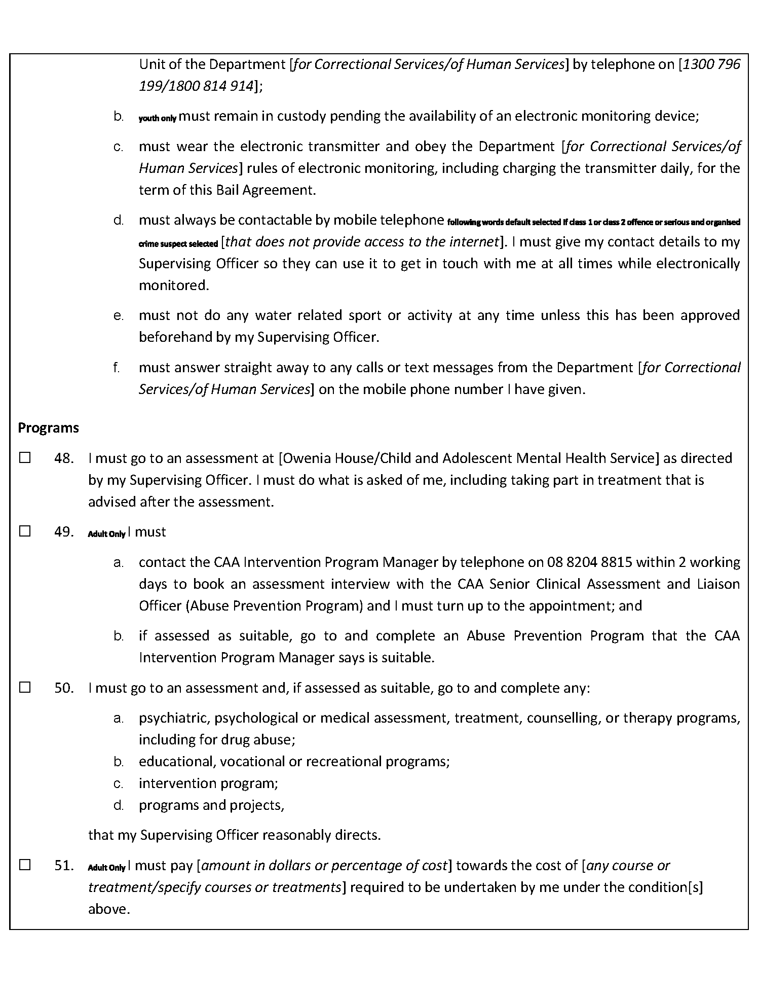 Unit of the Department [for Correctional Services/of Human Services] by telephone on [1300 796
199/1800 814 914];
b. youth only must remain in custody pending the availability of an electronic monitoring device;
c. must wear the electronic transmitter and obey the Department [for Correctional Services/of
Human Services] rules of electronic monitoring, including charging the transmitter daily, for the
term of this Bail Agreement.
d. must always be contactable by mobile telephone following words default selected if class 1 or class 2 offence or serious and organised
crime suspect selected [that does not provide access to the internet]. I must give my contact details to my
Supervising Officer so they can use it to get in touch with me at all times while electronically
monitored.
e. must not do any water related sport or activity at any time unless this has been approved
beforehand by my Supervising Officer.
f. must answer straight away to any calls or text messages from the Department [for Correctional
Services/of Human Services] on the mobile phone number I have given.
Programs
☐ 48. I must go to an assessment at [Owenia House/Child and Adolescent Mental Health Service] as directed
by my Supervising Officer. I must do what is asked of me, including taking part in treatment that is
advised after the assessment.
☐ 49. Adult Only I must
a. contact the CAA Intervention Program Manager by telephone on 08 8204 8815 within 2 working
days to book an assessment interview with the CAA Senior Clinical Assessment and Liaison
Officer (Abuse Prevention Program) and I must turn up to the appointment; and
b. if assessed as suitable, go to and complete an Abuse Prevention Program that the CAA
Intervention Program Manager says is suitable.
☐ 50. I must go to an assessment and, if assessed as suitable, go to and complete any:
a. psychiatric, psychological or medical assessment, treatment, counselling, or therapy programs,
including for drug abuse;
b. educational, vocational or recreational programs;
c. intervention program;
d. programs and projects,
that my Supervising Officer reasonably directs.
☐ 51. Adult Only I must pay [amount in dollars or percentage of cost] towards the cost of [any course or
treatment/specify courses or treatments] required to be undertaken by me under the condition[s]
above.